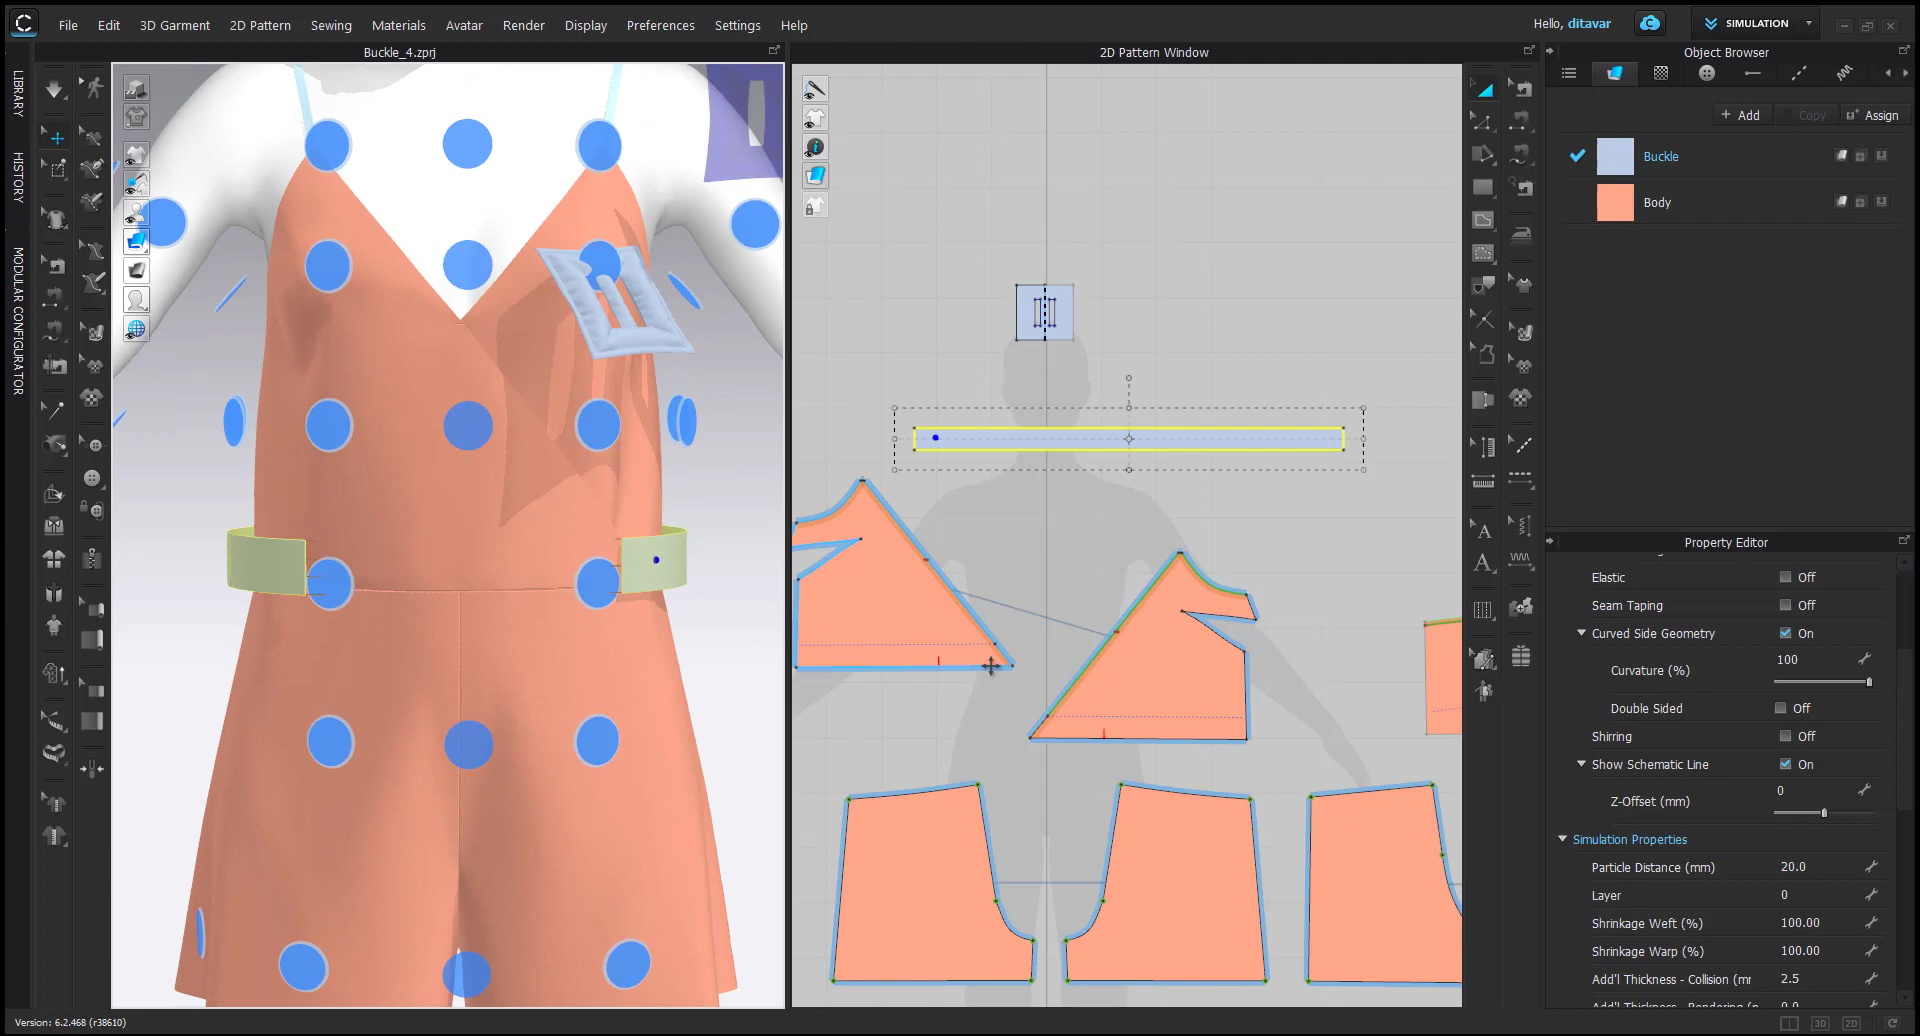 File Edit 3D Garment 2D Pattern Sewing Materials Avatar Render Display Preferences Settings Help
Hello, ditavar
SIMULATION
Buckle_4.zprj
2D Pattern Window
Object Browser
LIBRARY
HISTORY
MODULAR CONFIGURATOR
+ Add Copy Assign
Buckle
Body
Property Editor
Elastic Off
Seam Taping Off
Curved Side Geometry On
Curvature (%) 100
Double Sided Off
Shirring Off
Show Schematic Line On
Z-Offset (mm) 0
Simulation Properties
Particle Distance (mm) 20.0
Layer 0
Shrinkage Weft (%) 100.00
Shrinkage Warp (%) 100.00
Add'l Thickness - Collision (mr 2.5
Version: 6.2.468 (r38610)
3D 2D